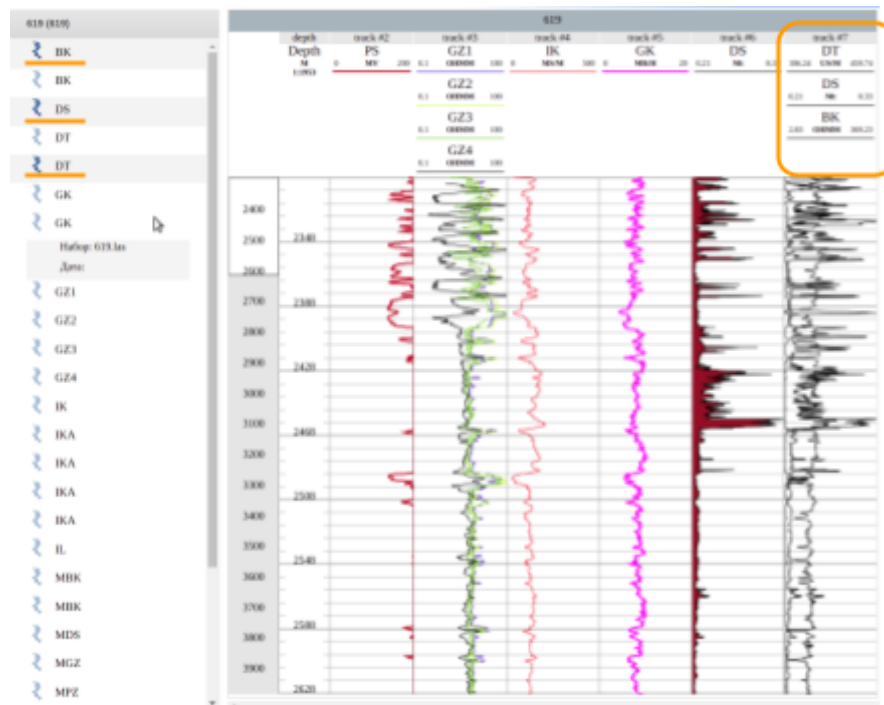 619 (619)
BK
BK
DS
DT
DT
GK
GK
Набор: 619.las
Дата:
GZ1
GZ2
GZ3
GZ4
IK
IKA
IKA
IKA
IKA
IL
MBK
MBK
MDS
MGZ
MPZ
619
depth track #2 track #3 track #4 track #5 track #6 track #7
Depth PS GZ1 IK GK DS DT
M 0 MV 200 0.1 OHMM 100 0 500 0 20 0.23
GZ2 DS
0.1 OHMM 100 0.23 0.33
GZ3 BK
0.1 OHMM 100 OHMM
GZ4
0.1 OHMM 100
2400
2500
2600
2700
2800
2900
3000
3100
3200
3300
3400
3500
3600
3700
3800
3900
2340
2380
2420
2460
2500
2540
2580
2620